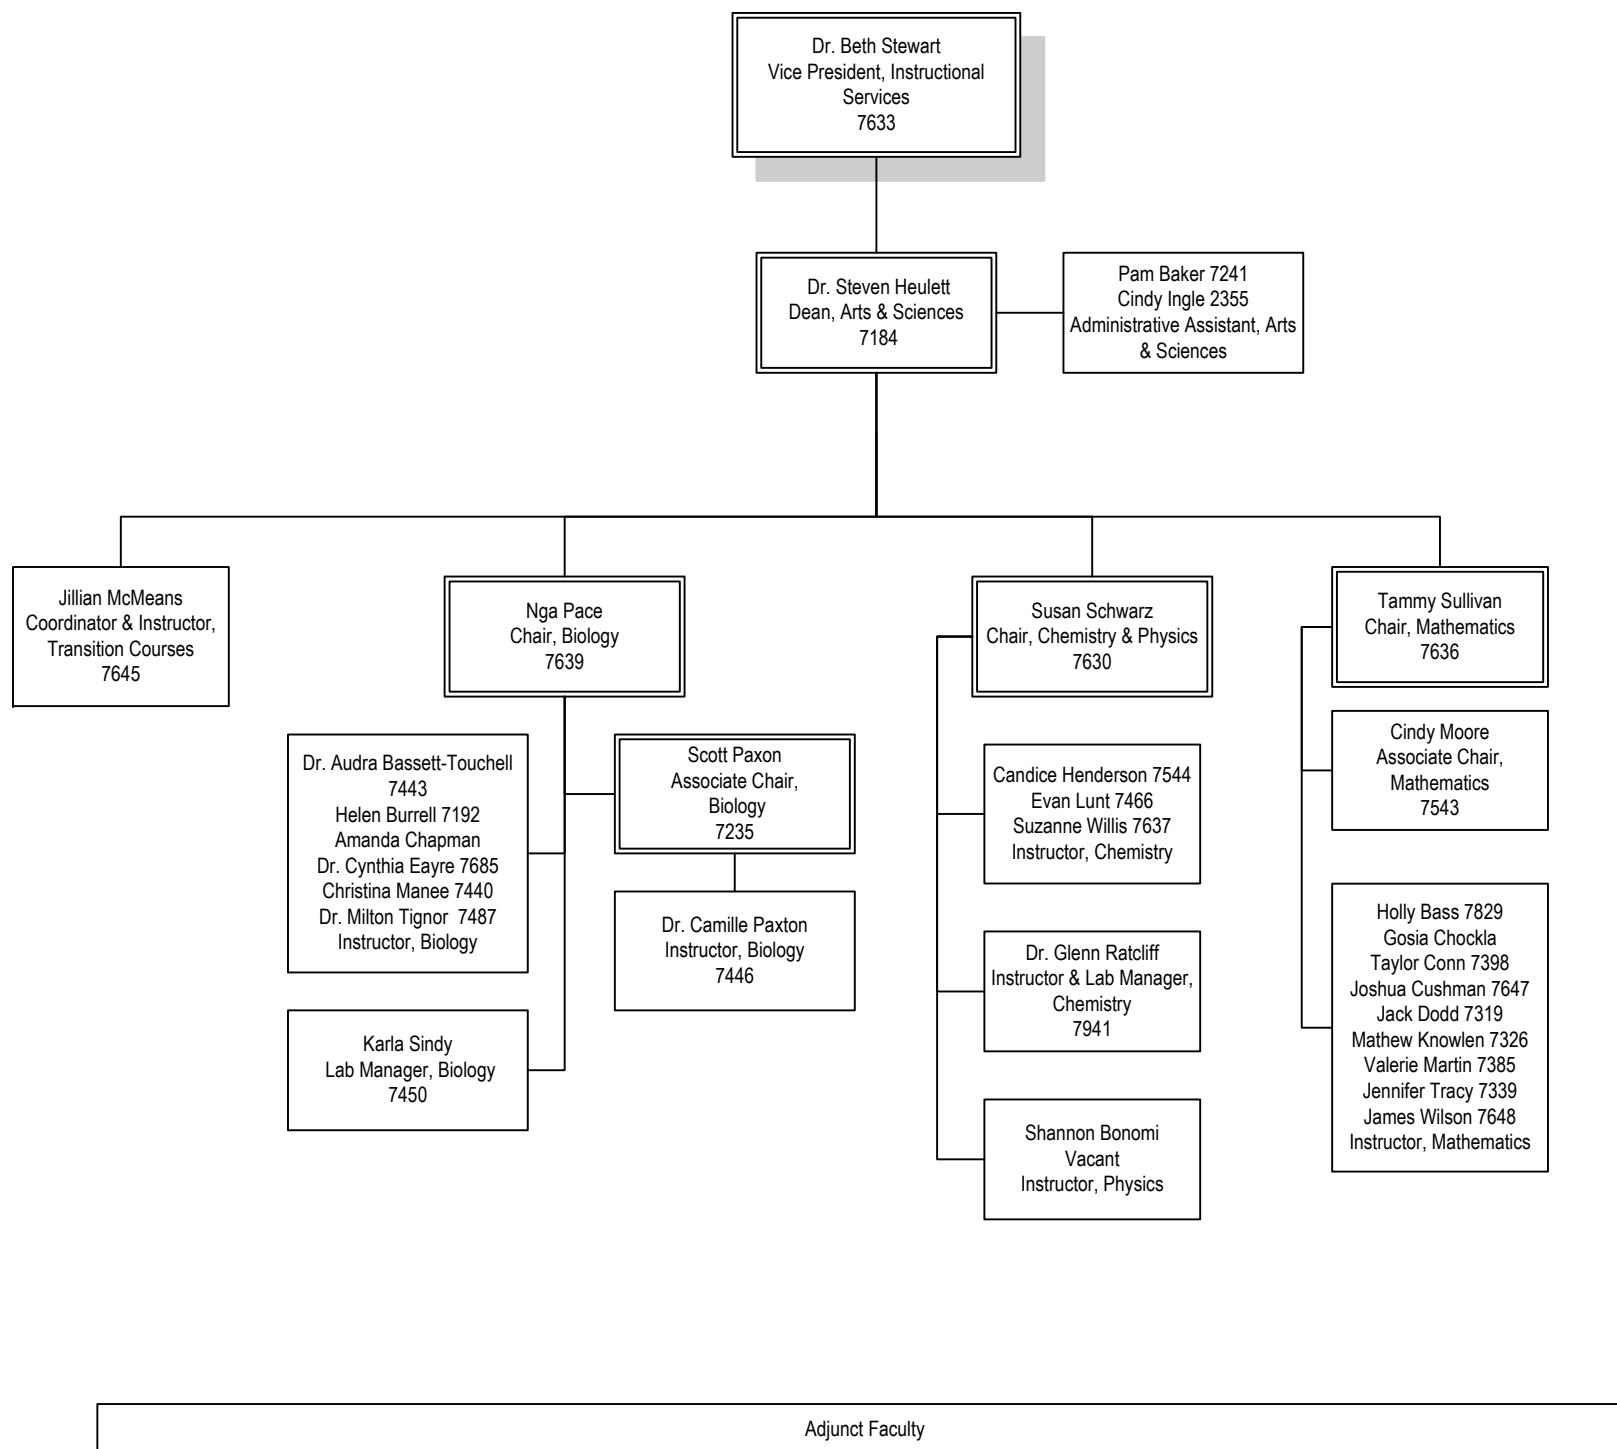 Dr. Beth Stewart
Vice President, Instructional
Services
7633
Dr. Steven Heulett
Dean, Arts & Sciences
7184
Pam Baker 7241
Cindy Ingle 2355
Administrative Assistant, Arts
& Sciences
Jillian McMeans
Coordinator & Instructor,
Transition Courses
7645
Nga Pace
Chair, Biology
7639
Susan Schwarz
Chair, Chemistry & Physics
7630
Tammy Sullivan
Chair, Mathematics
7636
Dr. Audra Bassett-Touchell
7443
Helen Burrell 7192
Amanda Chapman
Dr. Cynthia Eayre 7685
Christina Manee 7440
Dr. Milton Tignor  7487
Instructor, Biology
Scott Paxon
Associate Chair,
Biology
7235
Dr. Camille Paxton
Instructor, Biology
7446
Karla Sindy
Lab Manager, Biology
7450
Candice Henderson 7544
Evan Lunt 7466
Suzanne Willis 7637
Instructor, Chemistry
Dr. Glenn Ratcliff
Instructor & Lab Manager,
Chemistry
7941
Shannon Bonomi
Vacant
Instructor, Physics
Cindy Moore
Associate Chair,
Mathematics
7543
Holly Bass 7829
Gosia Chockla
Taylor Conn 7398
Joshua Cushman 7647
Jack Dodd 7319
Mathew Knowlen 7326
Valerie Martin 7385
Jennifer Tracy 7339
James Wilson 7648
Instructor, Mathematics
Adjunct Faculty